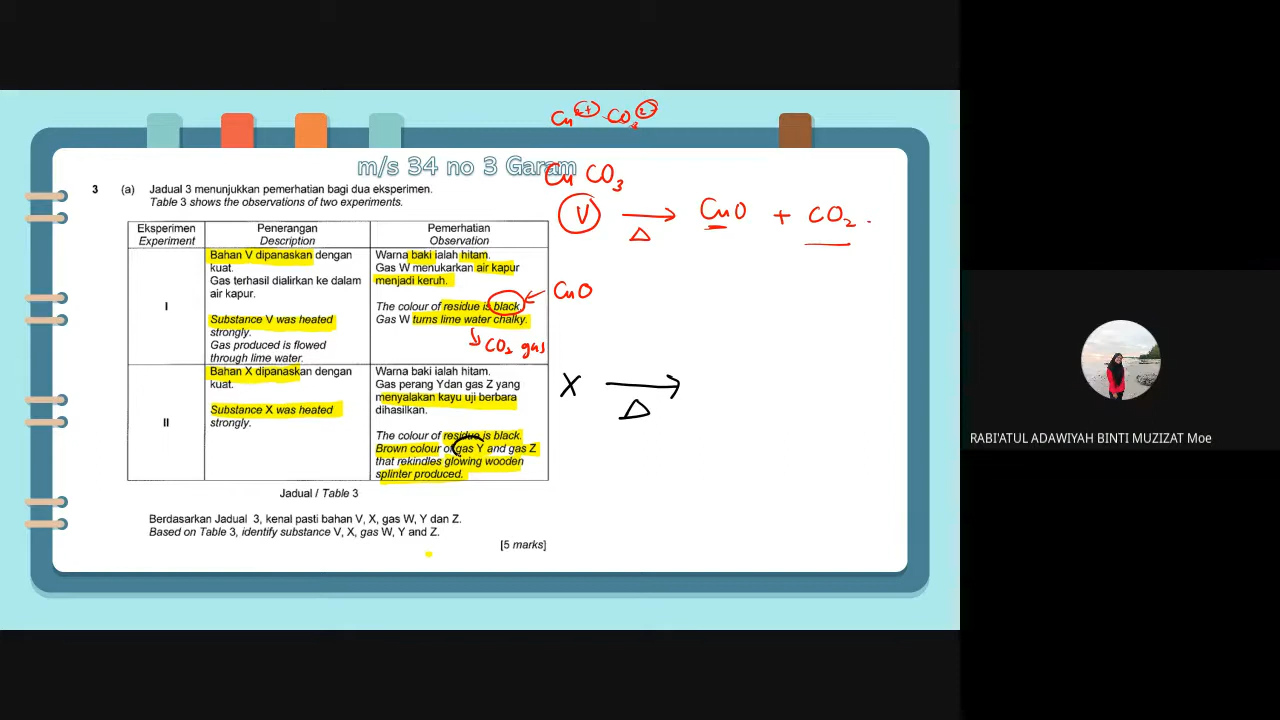 Cu²⁺ CO₃²⁻
m/s 34 no 3 Garam
Cu CO₃
V → Δ CuO + CO₂.
3 (a) Jadual 3 menunjukkan pemerhatian bagi dua eksperimen.
Table 3 shows the observations of two experiments.
Eksperimen
Experiment
Penerangan
Description
Pemerhatian
Observation
I
Bahan V dipanaskan dengan
kuat.
Gas terhasil dialirkan ke dalam
air kapur.
Substance V was heated
strongly.
Gas produced is flowed
through lime water.
Warna baki ialah hitam.
Gas W menukarkan air kapur
menjadi keruh.
The colour of residue is black.
Gas W turns lime water chalky.
CuO
CO₂ gas
II
Bahan X dipanaskan dengan
kuat.
Substance X was heated
strongly.
Warna baki ialah hitam.
Gas perang Ydan gas Z yang
menyalakan kayu uji berbara
dihasilkan.
The colour of residue is black.
Brown colour of gas Y and gas Z
that rekindles glowing wooden
splinter produced.
X → Δ
Jadual / Table 3
Berdasarkan Jadual 3, kenal pasti bahan V, X, gas W, Y dan Z.
Based on Table 3, identify substance V, X, gas W, Y and Z.
[5 marks]
RABI'ATUL ADAWIYAH BINTI MUZIZAT Moe